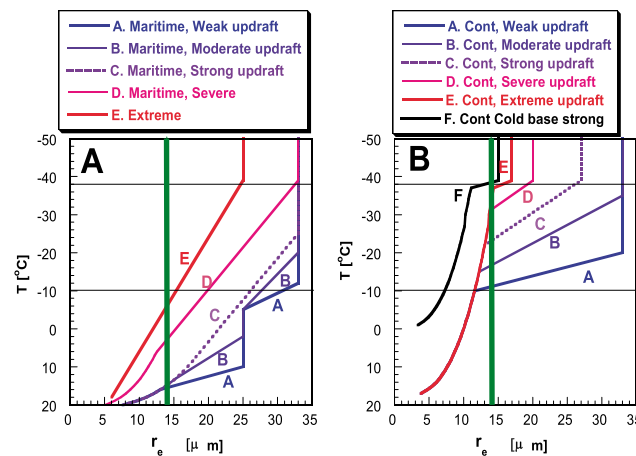 A. Maritime, Weak updraft
B. Maritime, Moderate updraft
C. Maritime, Strong updraft
D. Maritime, Severe
E. Extreme
A. Cont, Weak updraft
B. Cont, Moderate updraft
C. Cont, Strong updraft
D. Cont, Severe updraft
E. Cont, Extreme updraft
F. Cont Cold base strong
A
-50
-40
-30
-20
-10
0
10
20
T [°C]
E
D
C
B
A
B
A
0 5 10 15 20 25 30 35
re [μ m]
B
-50
-40
-30
-20
-10
0
10
20
T [°C]
F
E
D
C
B
A
0 5 10 15 20 25 30 35
re [μ m]